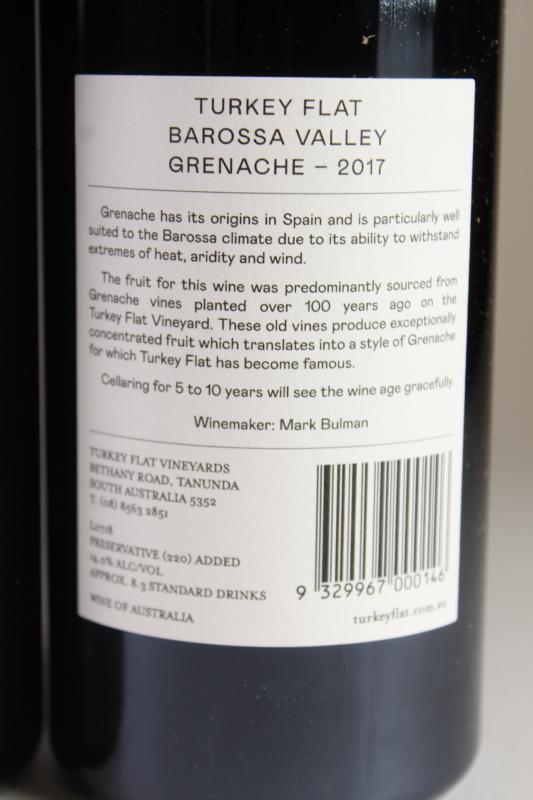 TURKEY FLAT
BAROSSA VALLEY
GRENACHE – 2017
Grenache has its origins in Spain and is particularly well
suited to the Barossa climate due to its ability to withstand
extremes of heat, aridity and wind.
The fruit for this wine was predominantly sourced from
Grenache vines planted over 100 years ago on the
Turkey Flat Vineyard. These old vines produce exceptionally
concentrated fruit which translates into a style of Grenache
for which Turkey Flat has become famous.
Cellaring for 5 to 10 years will see the wine age gracefully.
Winemaker: Mark Bulman
TURKEY FLAT VINEYARDS
BETHANY ROAD, TANUNDA
SOUTH AUSTRALIA 5352
T. (08) 8563 2851
L0718
PRESERVATIVE (220) ADDED
14.0% ALC/VOL
APPROX. 8.3 STANDARD DRINKS
WINE OF AUSTRALIA
9 329967 000146
turkeyflat.com.au